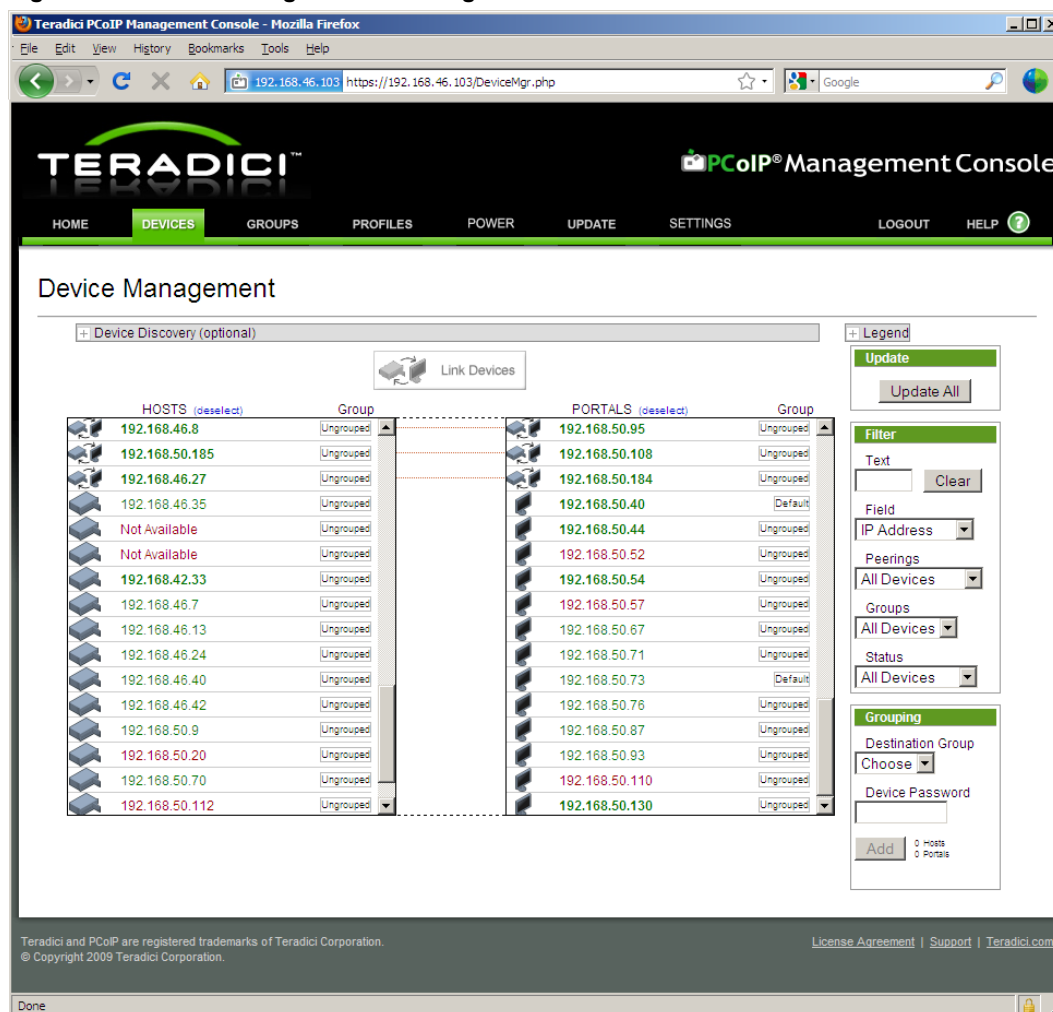 Teradici PCoIP Management Console - Mozilla Firefox
File Edit View History Bookmarks Tools Help
192.168.46.103 https://192.168.46.103/DeviceMgr.php Google
TERADICI™
PCoIP® Management Console
HOME DEVICES GROUPS PROFILES POWER UPDATE SETTINGS LOGOUT HELP ?
Device Management
+ Device Discovery (optional)
+ Legend
Link Devices
HOSTS (deselect) Group PORTALS (deselect) Group
192.168.46.8 Ungrouped 192.168.50.95 Ungrouped
192.168.50.185 Ungrouped 192.168.50.108 Ungrouped
192.168.46.27 Ungrouped 192.168.50.184 Ungrouped
192.168.46.35 Ungrouped 192.168.50.40 Default
Not Available Ungrouped 192.168.50.44 Ungrouped
Not Available Ungrouped 192.168.50.52 Ungrouped
192.168.42.33 Ungrouped 192.168.50.54 Ungrouped
192.168.46.7 Ungrouped 192.168.50.57 Ungrouped
192.168.46.13 Ungrouped 192.168.50.67 Ungrouped
192.168.46.24 Ungrouped 192.168.50.71 Ungrouped
192.168.46.40 Ungrouped 192.168.50.73 Default
192.168.46.42 Ungrouped 192.168.50.76 Ungrouped
192.168.50.9 Ungrouped 192.168.50.87 Ungrouped
192.168.50.20 Ungrouped 192.168.50.93 Ungrouped
192.168.50.70 Ungrouped 192.168.50.110 Ungrouped
192.168.50.112 Ungrouped 192.168.50.130 Ungrouped
Update
Update All
Filter
Text
Clear
Field
IP Address
Peerings
All Devices
Groups
All Devices
Status
All Devices
Grouping
Destination Group
Choose
Device Password
Add
0 Hosts
0 Portals
Teradici and PCoIP are registered trademarks of Teradici Corporation.
© Copyright 2009 Teradici Corporation.
License Agreement | Support | Teradici.com
Done